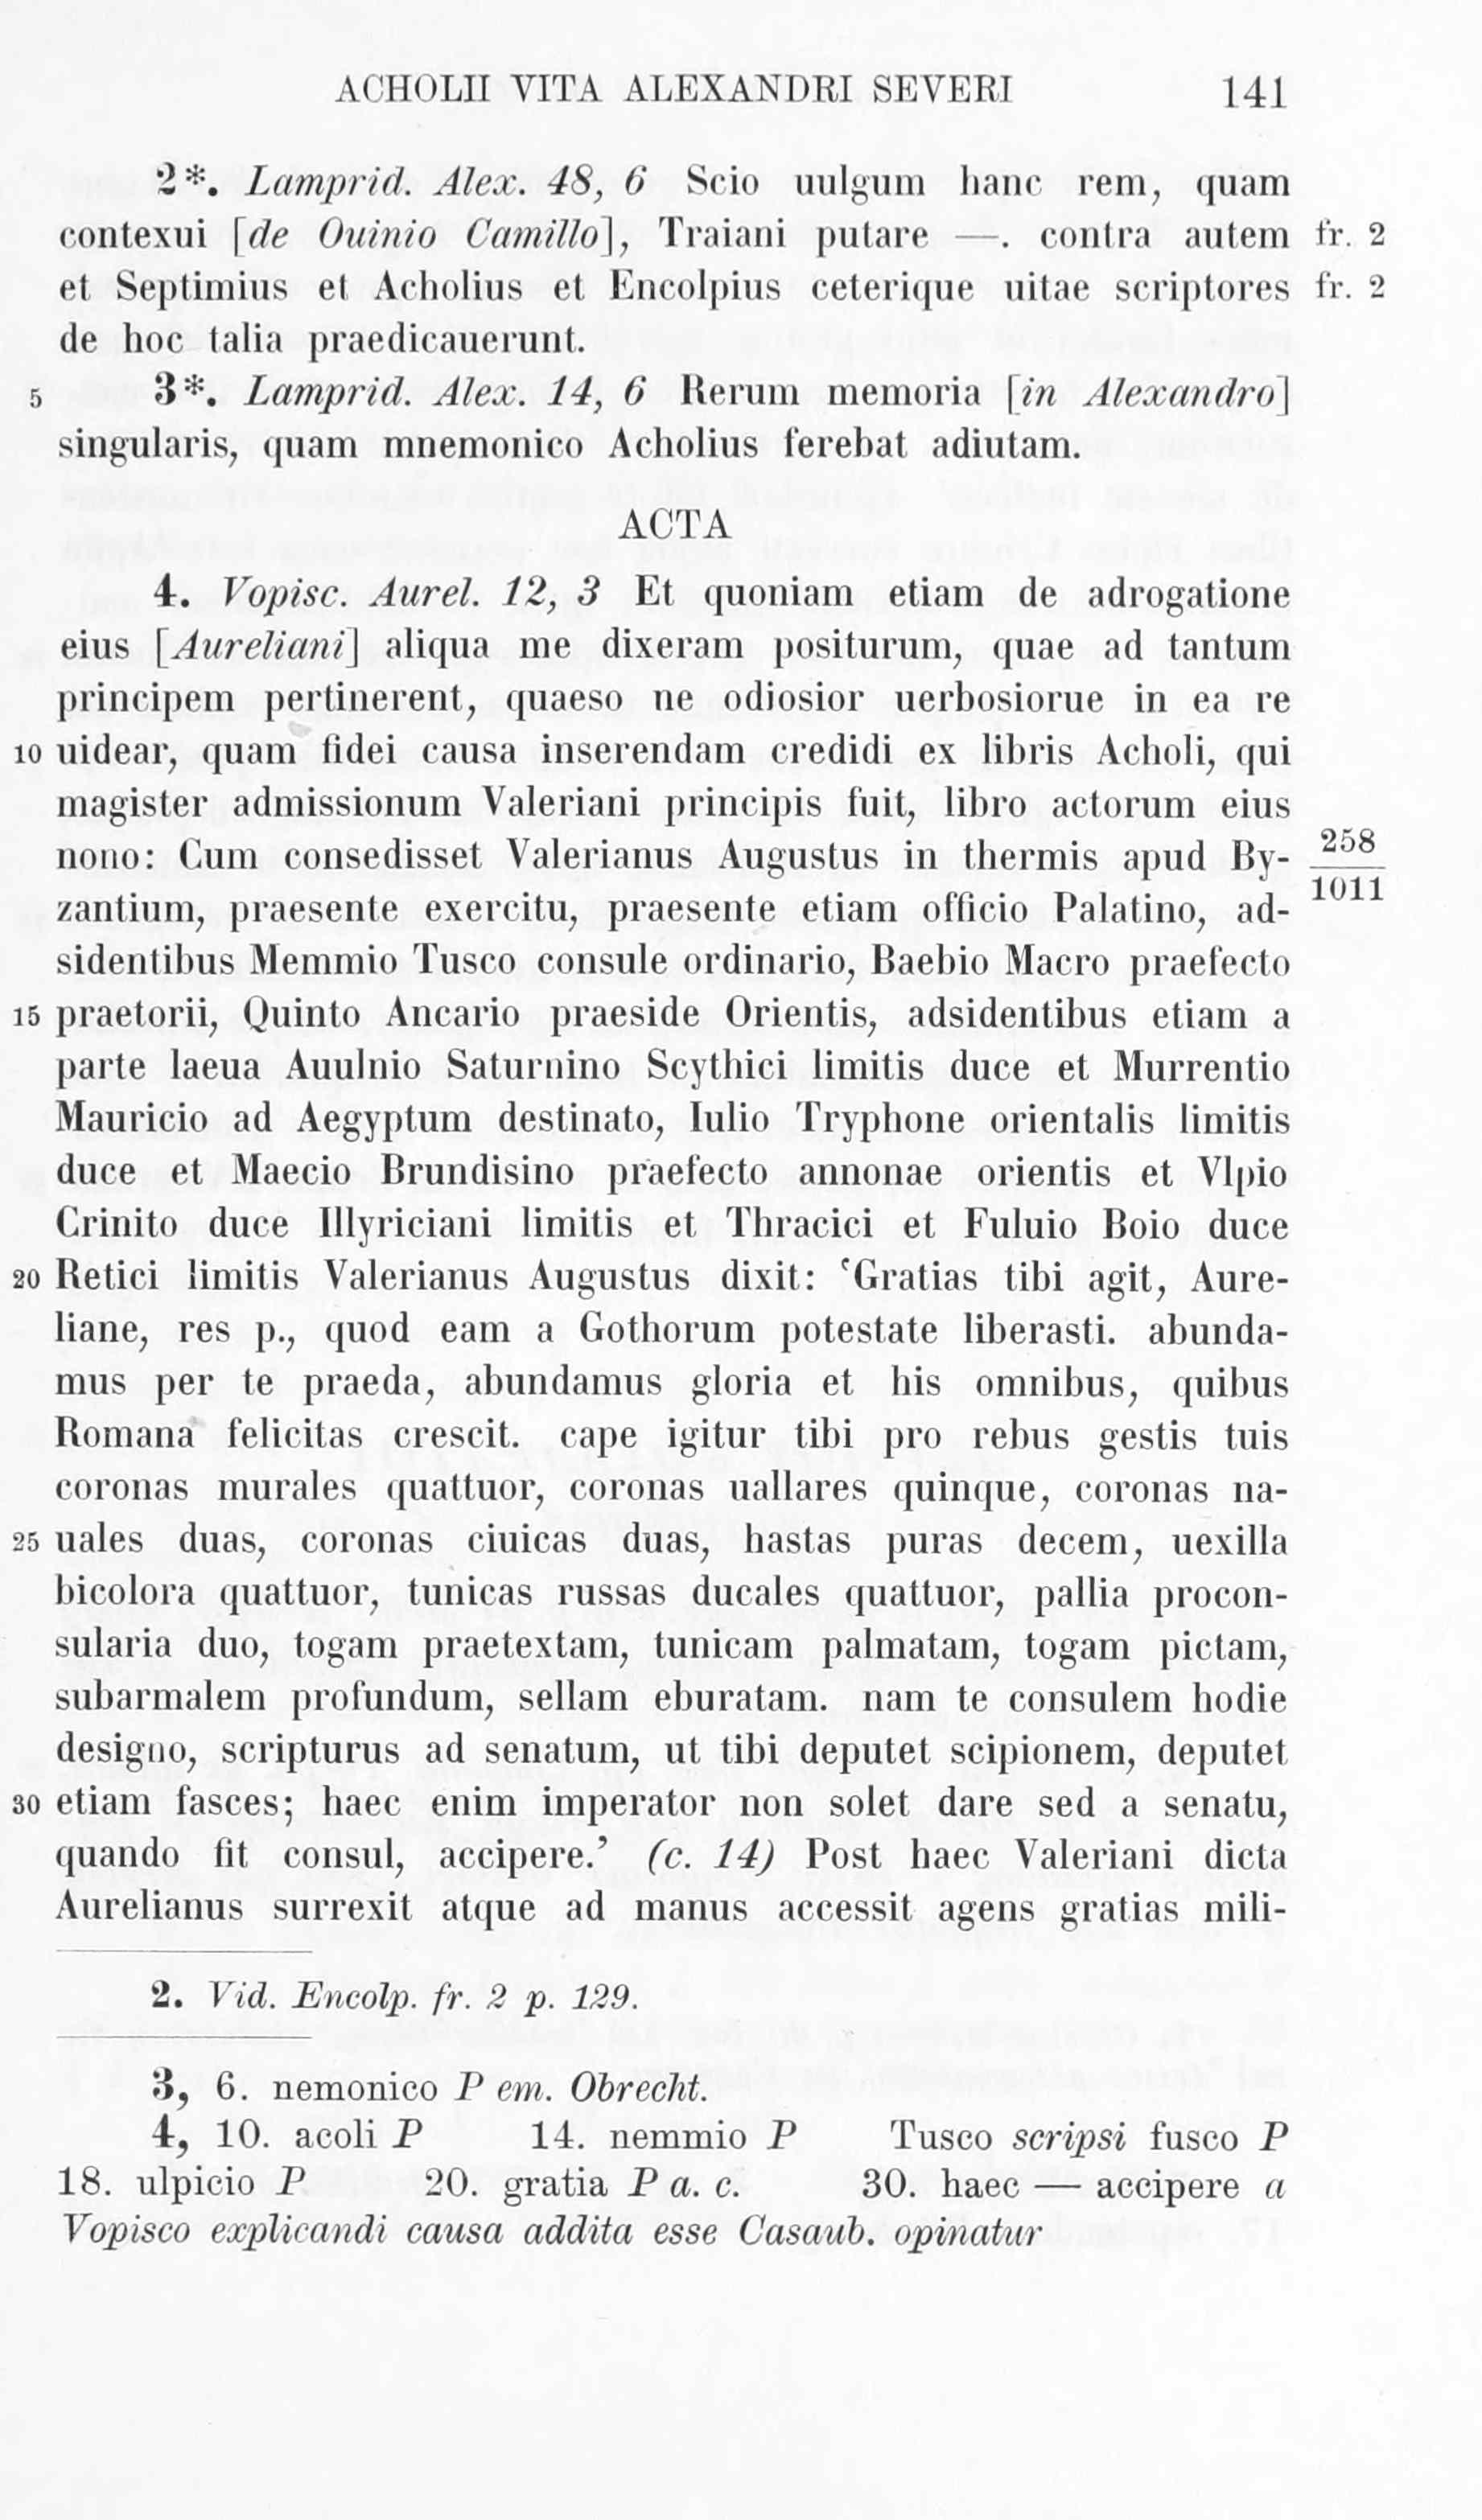 ACHOLII VITA ALEXANDRI SEVERI 141
2*. Lamprid. Alex. 48, 6 Scio uulgum hanc rem, quam
contexui [de Ouinio Camillo], Traiani putare —. contra autem fr. 2
et Septimius et Acholius et Encolpius ceterique uitae scriptores fr. 2
de hoc talia praedicauerunt.
5 3*. Lamprid. Alex. 14, 6 Rerum memoria [in Alexandro]
singularis, quam mnemonico Acholius ferebat adiutam.
ACTA
4. Vopisc. Aurel. 12, 3 Et quoniam etiam de adrogatione
eius [Aureliani] aliqua me dixeram positurum, quae ad tantum
principem pertinerent, quaeso ne odiosior uerbosiorue in ea re
10 uidear, quam fidei causa inserendam credidi ex libris Acholi, qui
magister admissionum Valeriani principis fuit, libro actorum eius
nono: Cum consedisset Valerianus Augustus in thermis apud By- 258
zantium, praesente exercitu, praesente etiam officio Palatino, ad- 1011
sidentibus Memmio Tusco consule ordinario, Baebio Macro praefecto
15 praetorii, Quinto Ancario praeside Orientis, adsidentibus etiam a
parte laeua Auulnio Saturnino Scythici limitis duce et Murrentio
Mauricio ad Aegyptum destinato, Iulio Tryphone orientalis limitis
duce et Maecio Brundisino praefecto annonae orientis et Vlpio
Crinito duce Illyriciani limitis et Thracici et Fuluio Boio duce
20 Retici limitis Valerianus Augustus dixit: ‘Gratias tibi agit, Aure-
liane, res p., quod eam a Gothorum potestate liberasti. abunda-
mus per te praeda, abundamus gloria et his omnibus, quibus
Romana felicitas crescit. cape igitur tibi pro rebus gestis tuis
coronas murales quattuor, coronas uallares quinque, coronas na-
25 uales duas, coronas ciuicas duas, hastas puras decem, uexilla
bicolora quattuor, tunicas russas ducales quattuor, pallia procon-
sularia duo, togam praetextam, tunicam palmatam, togam pictam,
subarmalem profundum, sellam eburatam. nam te consulem hodie
designo, scripturus ad senatum, ut tibi deputet scipionem, deputet
30 etiam fasces; haec enim imperator non solet dare sed a senatu,
quando fit consul, accipere.’ (c. 14) Post haec Valeriani dicta
Aurelianus surrexit atque ad manus accessit agens gratias mili-
2. Vid. Encolp. fr. 2 p. 129.
3, 6. nemonico P em. Obrecht.
4, 10. acoli P 14. nemmio P Tusco scripsi fusco P
18. ulpicio P 20. gratia P a. c. 30. haec — accipere a
Vopisco explicandi causa addita esse Casaub. opinatur